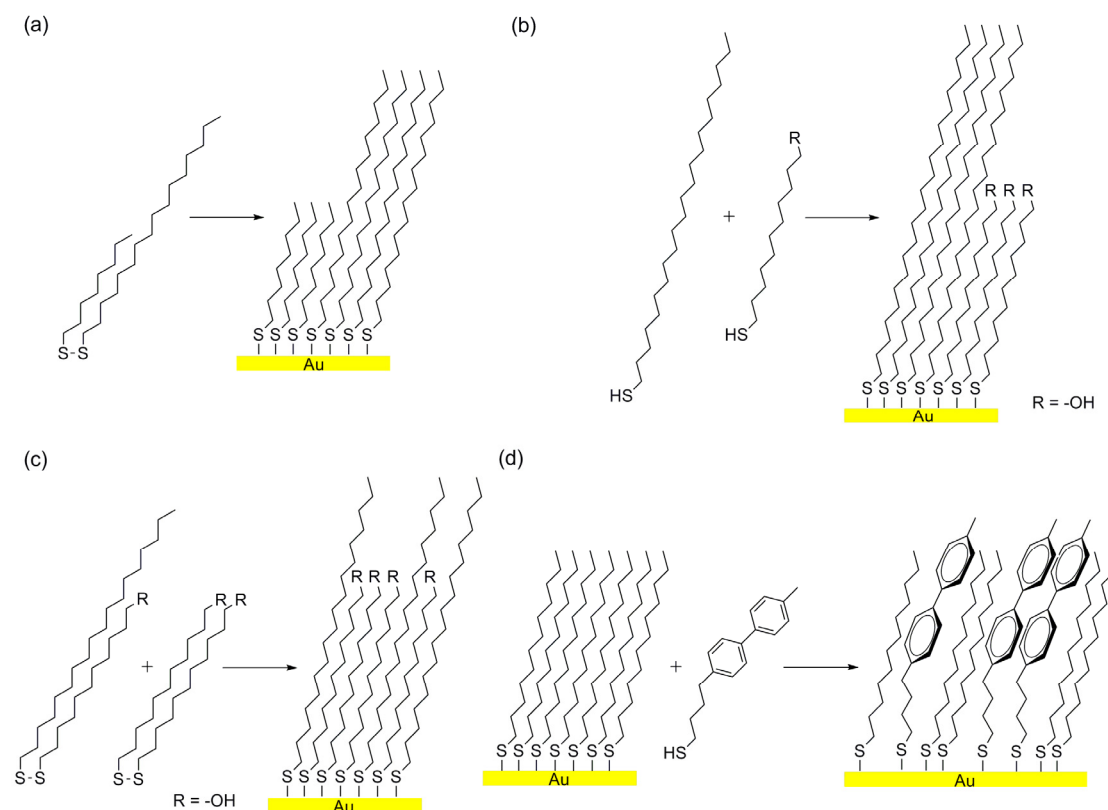 (a)
S-S
S S S S S S S
Au
(b)
HS
+
R
HS
R R R
S S S S S S S
Au
R = -OH
(c)
R
S-S
+
R R
S-S
R = -OH
R R R R
S S S S S S S
Au
(d)
S S S S S S S
Au
+
HS
S S S S S S S S
Au